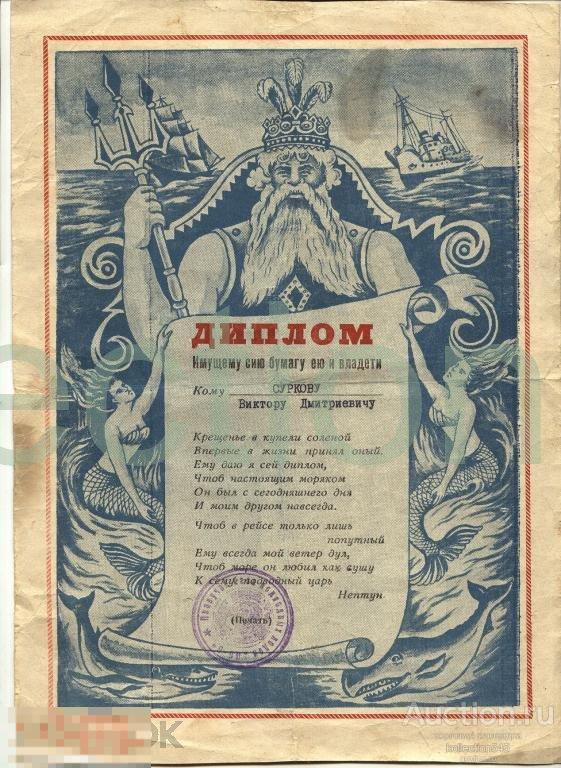 ДИПЛОМ
Имущему сию бумагу ею и владети
Кому СУРКОВУ
Виктору Дмитриевичу
Крещенье в купели соленой
Впервые в жизни принял оный.
Ему даю я сей диплом,
Чтоб настоящим моряком
Он был с сегодняшнего дня
И моим другом навсегда.
Чтоб в рейсе только лишь
попутный
Ему всегда мой ветер дул,
Чтоб море он любил как сушу
К сему подводный царь
Нептун
(Печать)
Auction.ru
kollection549